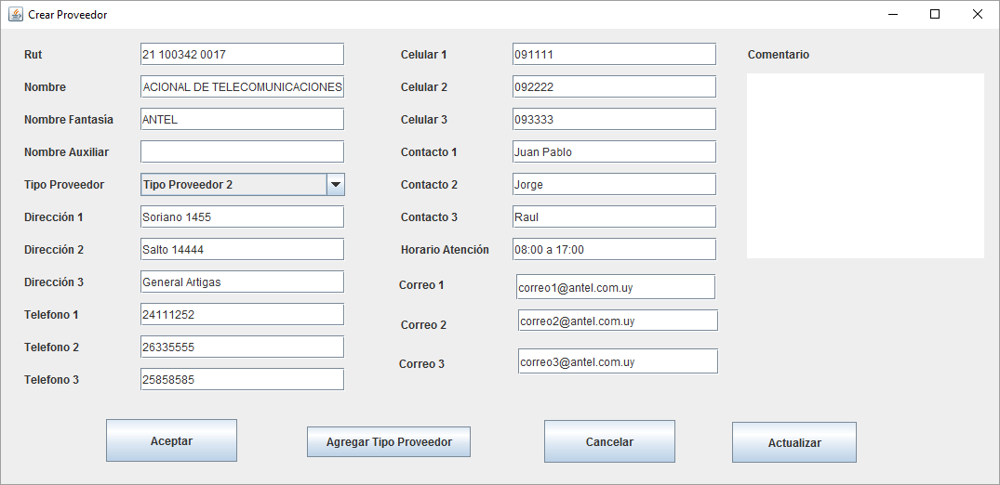 Crear Proveedor
Rut 21 100342 0017
Nombre ACIONAL DE TELECOMUNICACIONES
Nombre Fantasía ANTEL
Nombre Auxiliar
Tipo Proveedor Tipo Proveedor 2
Dirección 1 Soriano 1455
Dirección 2 Salto 14444
Dirección 3 General Artigas
Telefono 1 24111252
Telefono 2 26335555
Telefono 3 25858585
Celular 1 091111
Celular 2 092222
Celular 3 093333
Contacto 1 Juan Pablo
Contacto 2 Jorge
Contacto 3 Raul
Horario Atención 08:00 a 17:00
Correo 1 correo1@antel.com.uy
Correo 2 correo2@antel.com.uy
Correo 3 correo3@antel.com.uy
Comentario
Aceptar Agregar Tipo Proveedor Cancelar Actualizar